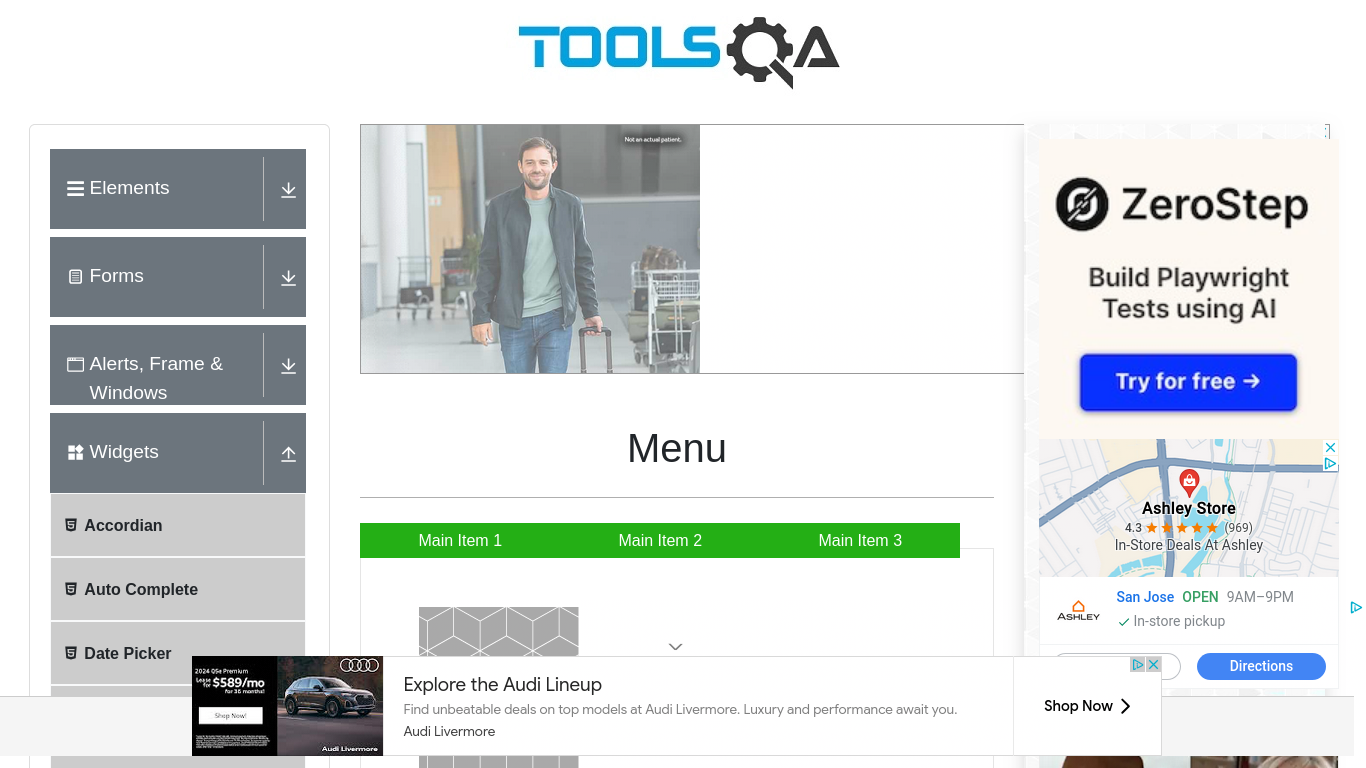 TOOLSQA
Elements
Forms
Alerts, Frame &
Windows
Widgets
Accordian
Auto Complete
Date Picker
Not an actual patient.
Menu
Main Item 1
Main Item 2
Main Item 3
ZeroStep
Build Playwright
Tests using AI
Try for free →
Ashley Store
4.3 ★★★★★ (969)
In-Store Deals At Ashley
ASHLEY
San Jose OPEN 9AM–9PM
✓ In-store pickup
Directions
2024 Q5e Premium
Lease for $589/mo
for 36 months!
Shop Now!
Audi Livermore
Explore the Audi Lineup
Find unbeatable deals on top models at Audi Livermore. Luxury and performance await you.
Audi Livermore
Shop Now